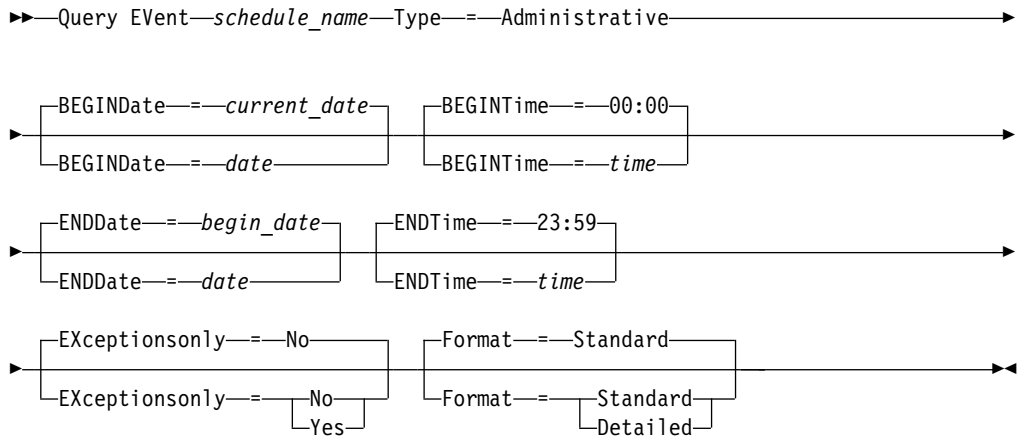 Query EVent schedule_name Type = Administrative
BEGINDate = current_date BEGINTime = 00:00
BEGINDate = date BEGINTime = time
ENDDate = begin_date ENDTime = 23:59
ENDDate = date ENDTime = time
EXceptionsonly = No Format = Standard
EXceptionsonly = No Format = Standard
Yes Detailed